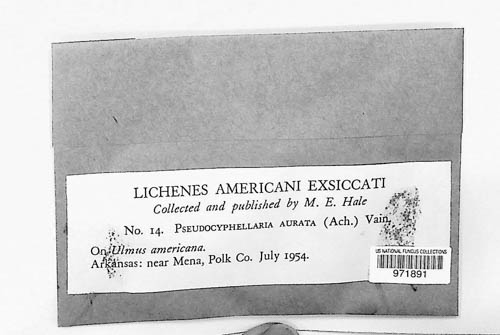 LICHENES AMERICANI EXSICCATI
Collected and published by M. E. Hale
No. 14. PSEUDOCYPHELLARIA AURATA (Ach.) Vain.
On Ulmus americana.
Arkansas: near Mena, Polk Co. July 1954.
US NATIONAL FUNGUS COLLECTIONS
971891